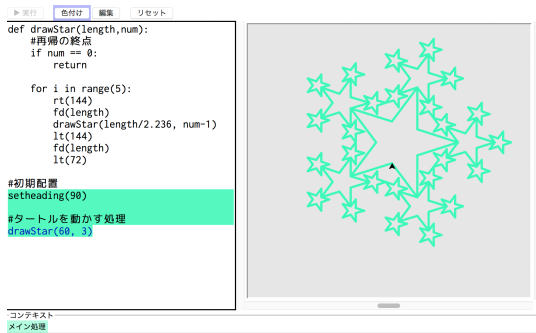 ▶ 実行 色付け 編集 リセット
def drawStar(length,num):
#再帰の終点
if num == 0:
return
for i in range(5):
rt(144)
fd(length)
drawStar(length/2.236, num-1)
lt(144)
fd(length)
lt(72)
#初期配置
setheading(90)
#タートルを動かす処理
drawStar(60, 3)
コンテキスト
メイン処理